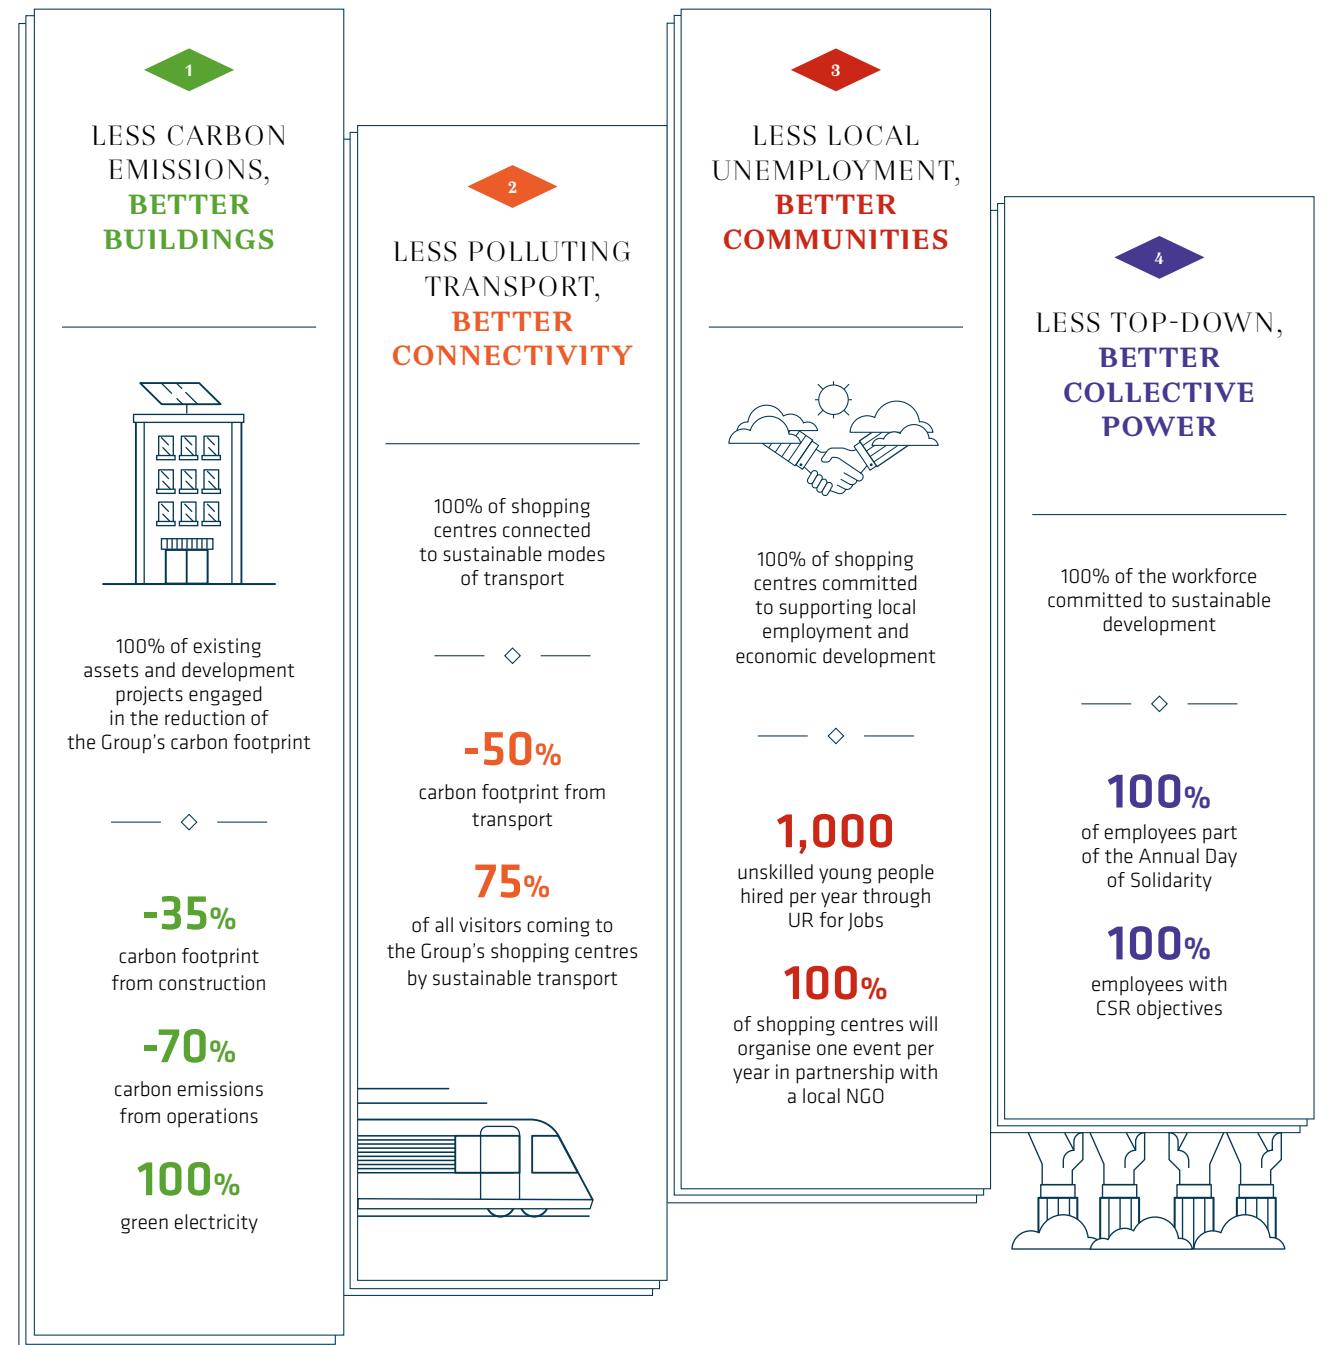 1
LESS CARBON
EMISSIONS,
BETTER
BUILDINGS
100% of existing
assets and development
projects engaged
in the reduction of
the Group's carbon footprint
-35%
carbon footprint
from construction
-70%
carbon emissions
from operations
100%
green electricity
2
LESS POLLUTING
TRANSPORT,
BETTER
CONNECTIVITY
100% of shopping
centres connected
to sustainable modes
of transport
-50%
carbon footprint from
transport
75%
of all visitors coming to
the Group's shopping centres
by sustainable transport
3
LESS LOCAL
UNEMPLOYMENT,
BETTER
COMMUNITIES
100% of shopping
centres committed
to supporting local
employment and
economic development
1,000
unskilled young people
hired per year through
UR for Jobs
100%
of shopping centres will
organise one event per
year in partnership with
a local NGO
4
LESS TOP-DOWN,
BETTER
COLLECTIVE
POWER
100% of the workforce
committed to sustainable
development
100%
of employees part
of the Annual Day
of Solidarity
100%
employees with
CSR objectives